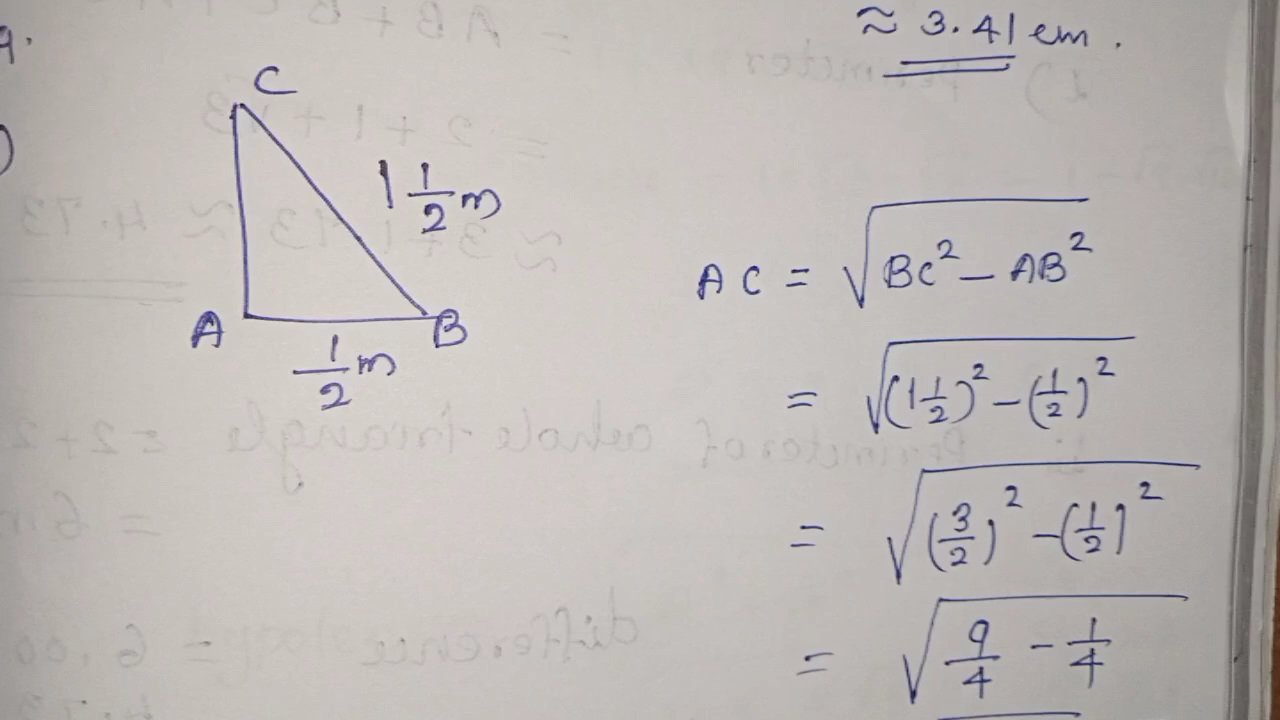 9.
)
≈ 3.41 cm.
C
1 1/2 m
A
B
1/2 m
AC = √(BC² - AB²)
= √((1 1/2)² - (1/2)²)
= √((3/2)² - (1/2)²)
= √(9/4 - 1/4)